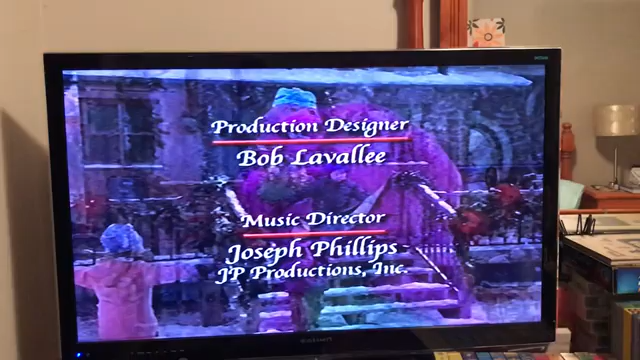 Production Designer
Bob Lavallee
Music Director
Joseph Phillips
JP Productions, Inc.